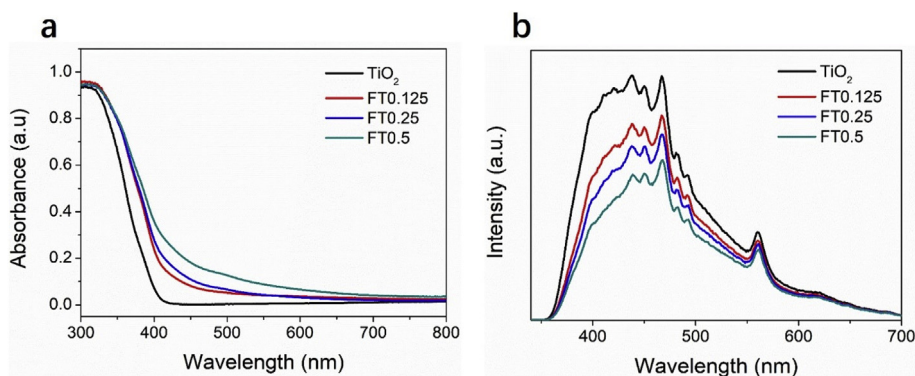 a
1.0
0.8
0.6
0.4
0.2
0.0
Absorbance (a.u)
300 400 500 600 700 800
Wavelength (nm)
TiO₂
FT0.125
FT0.25
FT0.5
b
Intensity (a.u.)
400 500 600 700
Wavelength (nm)
TiO₂
FT0.125
FT0.25
FT0.5